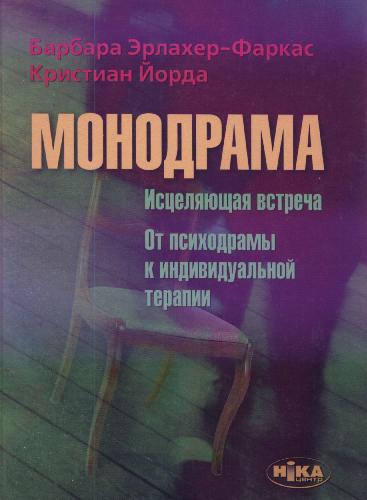 Барбара Эрлахер-Фаркас
Кристиан Йорда
МОНОДРАМА
Исцеляющая встреча
От психодрамы
к индивидуальной
терапии
НІКА
ЦЕНТР